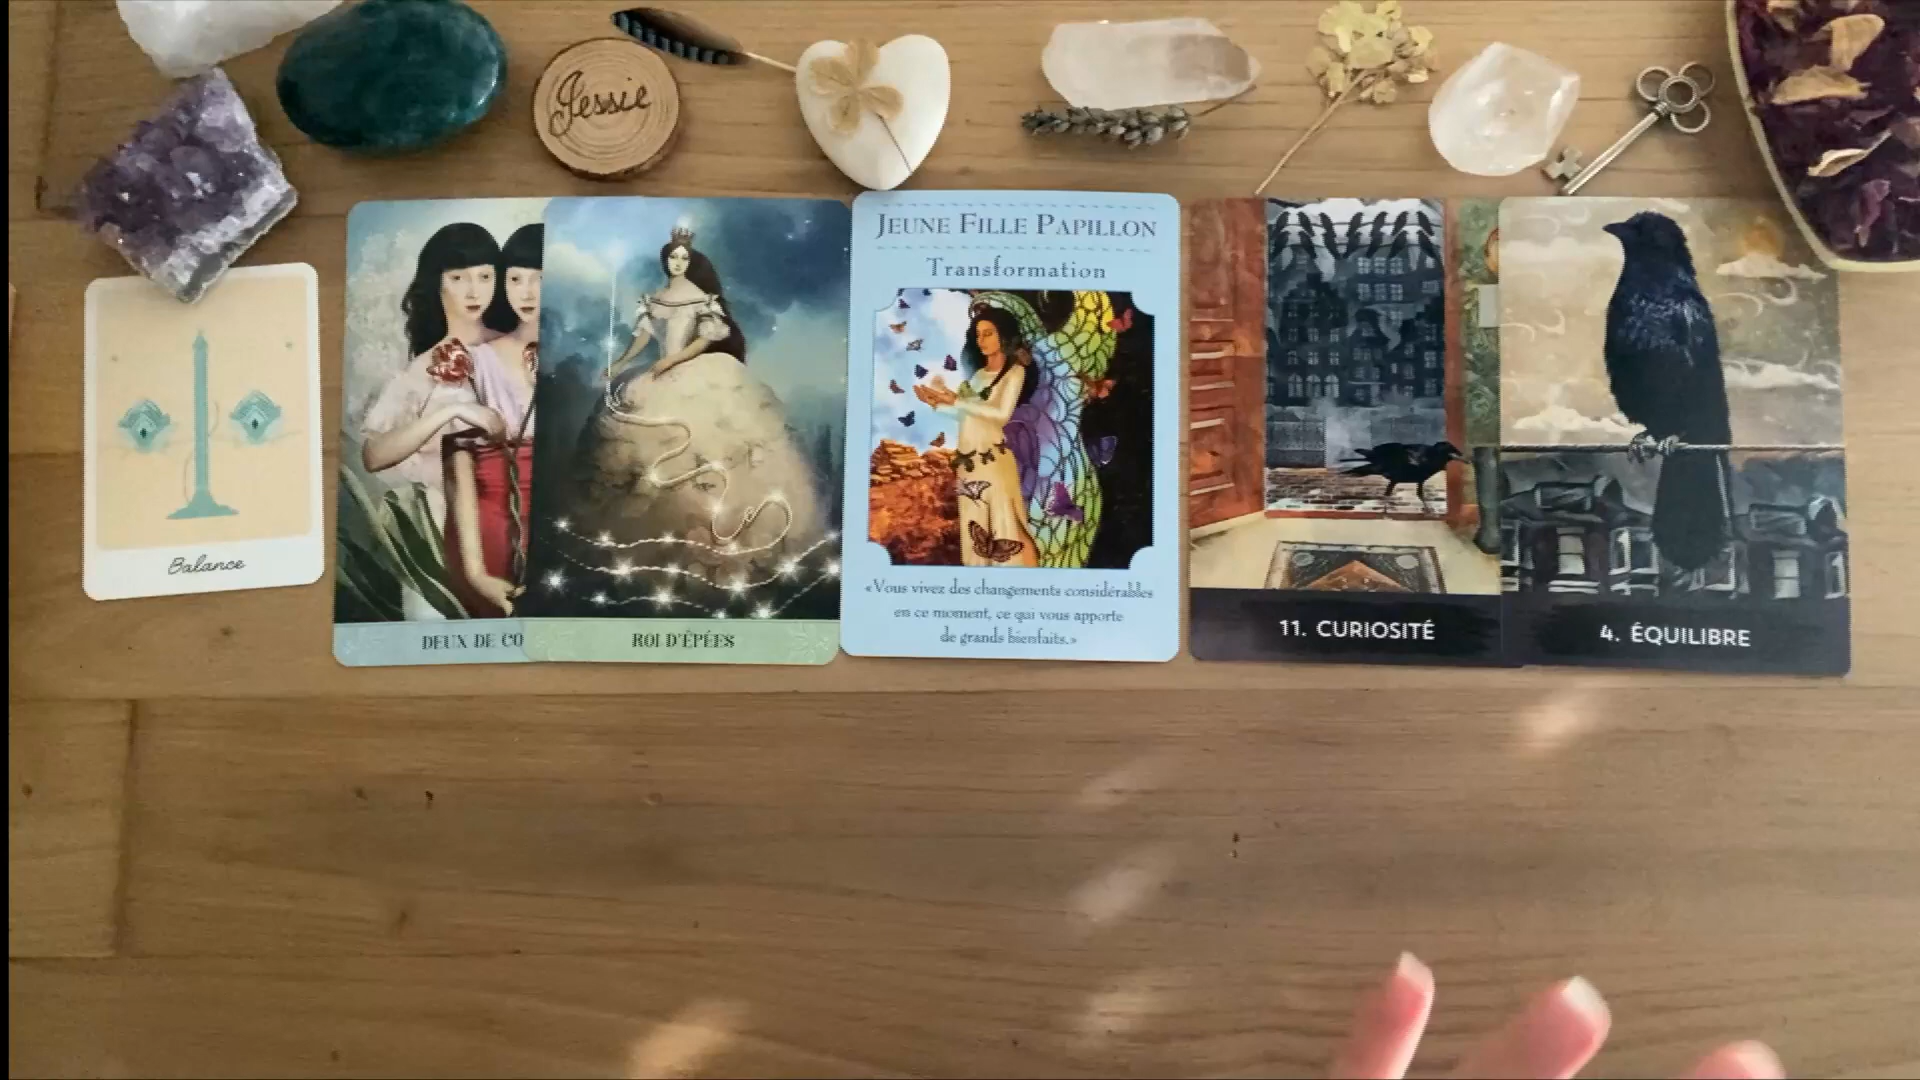 Jessie
Balance
DEUX DE CO
ROI D'ÉPÉES
JEUNE FILLE PAPILLON
Transformation
«Vous vivez des changements considérables
en ce moment, ce qui vous apporte
de grands bienfaits.»
11. CURIOSITÉ
4. ÉQUILIBRE